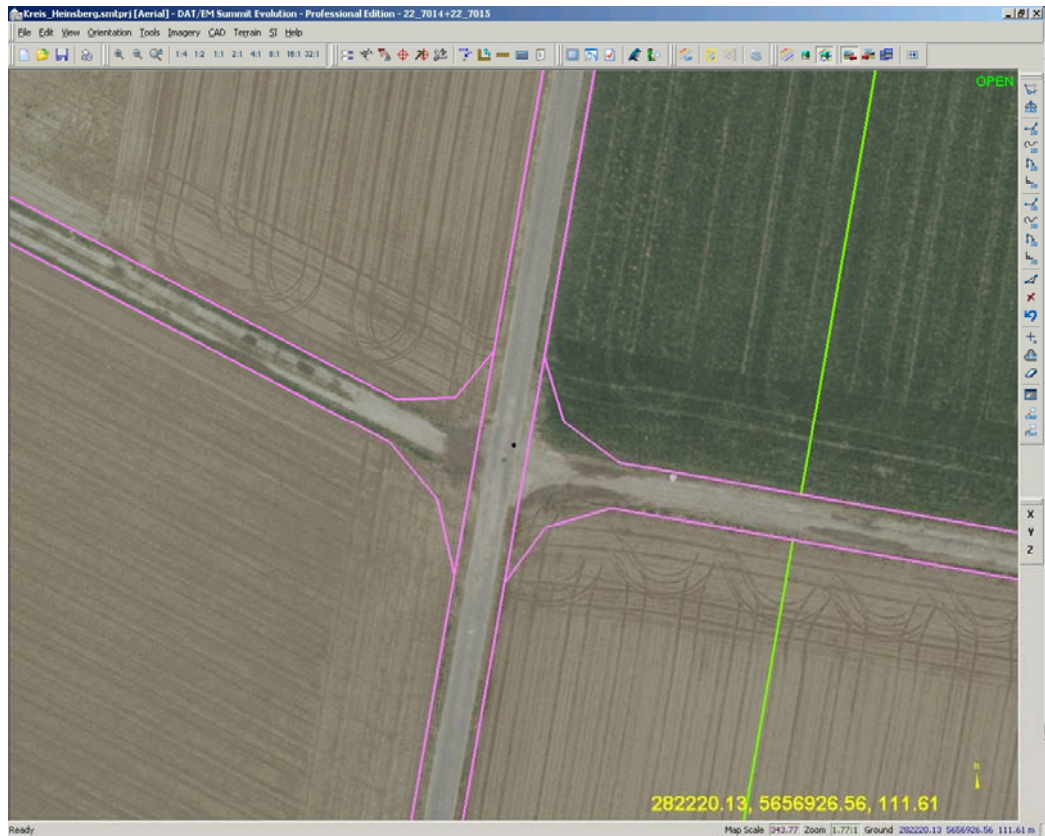 Kreis_Heinsberg.smtprj [Aerial] - DAT/EM Summit Evolution - Professional Edition - 22_7014+22_7015
File Edit View Orientation Tools Imagery CAD Terrain SI Help
1:4 1:2 1:1 2:1 4:1 8:1 16:1 32:1
OPEN
X
Y
Z
N
282220.13, 5656926.56, 111.61
Ready Map Scale 343.77 Zoom 1.77:1 Ground 282220.13 5656926.56 111.61 m